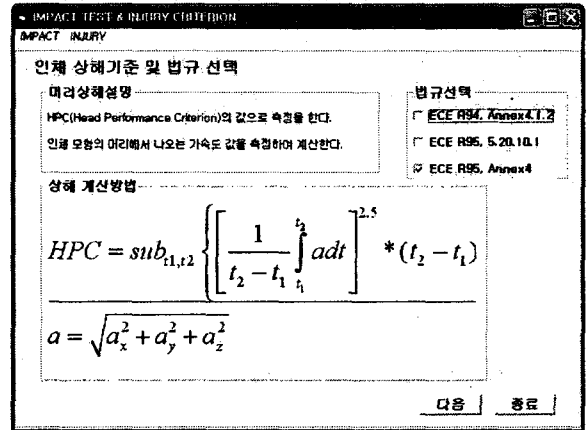 IMPACT TEST & INJURY CRITERION
IMPACT INJURY
인체 상해기준 및 법규 선택
머리상해설명
HPC(Head Performance Criterion)의 값으로 측정을 한다.
인체 모형의 머리에서 나오는 가속도 값을 측정하여 계산한다.
법규선택
ECE R94, Annex4.1.2
ECE R95, 5.20.10.1
ECE R95, Annex4
상해 계산방법
HPC = sub_{t1,t2} { [ \frac{1}{t_2 - t_1} \int_{t_1}^{t_2} adt ]^{2.5} * (t_2 - t_1)
a = \sqrt{a_x^2 + a_y^2 + a_z^2}
다음 종료